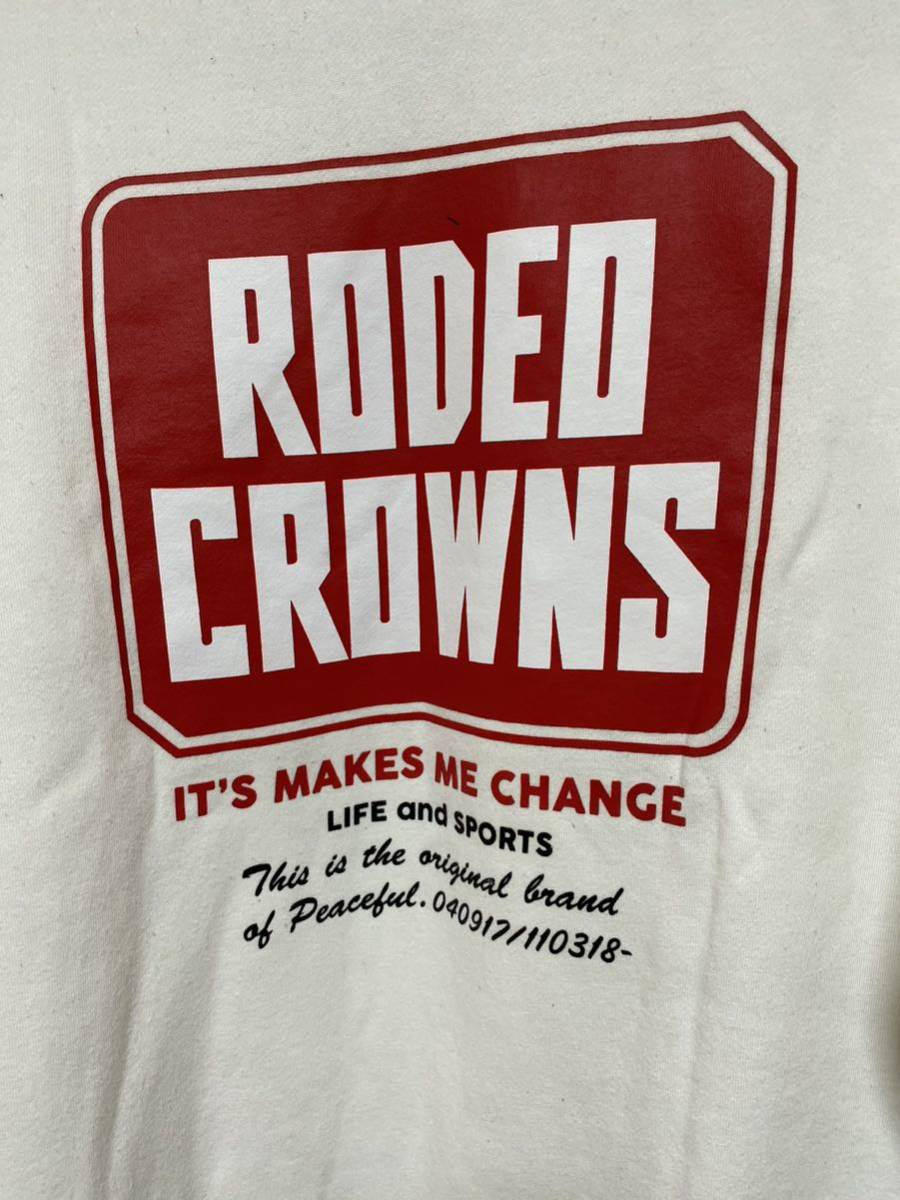 RODEO
CROWNS
IT'S MAKES ME CHANGE
LIFE and SPORTS
This is the original brand
of Peaceful. 040917/110318-